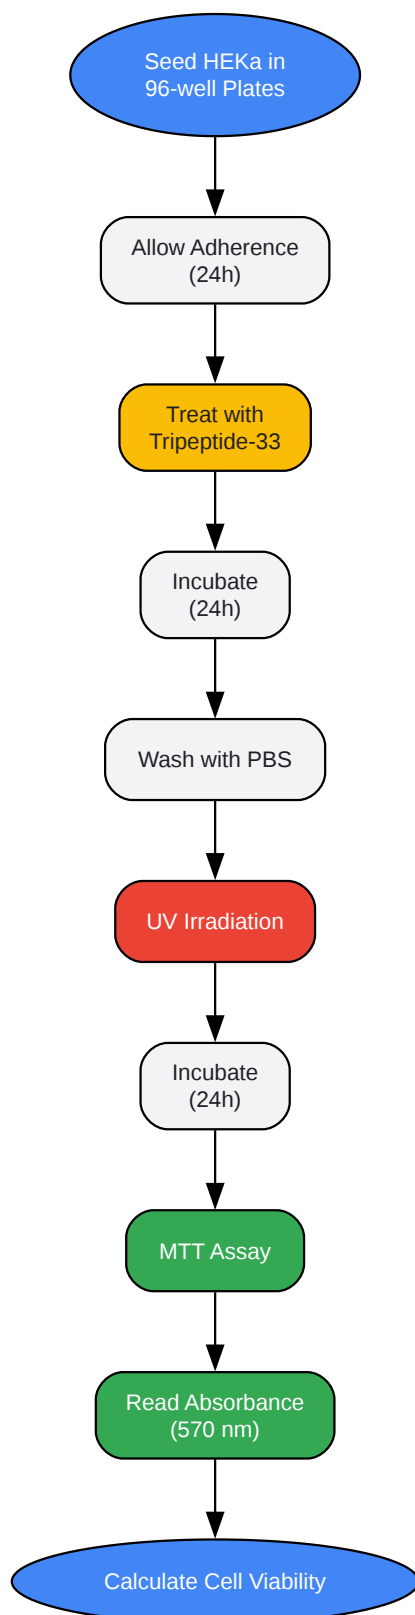 Seed HEKa in
96-well Plates
Allow Adherence
(24h)
Treat with
Tripeptide-33
Incubate
(24h)
Wash with PBS
UV Irradiation
Incubate
(24h)
MTT Assay
Read Absorbance
(570 nm)
Calculate Cell Viability